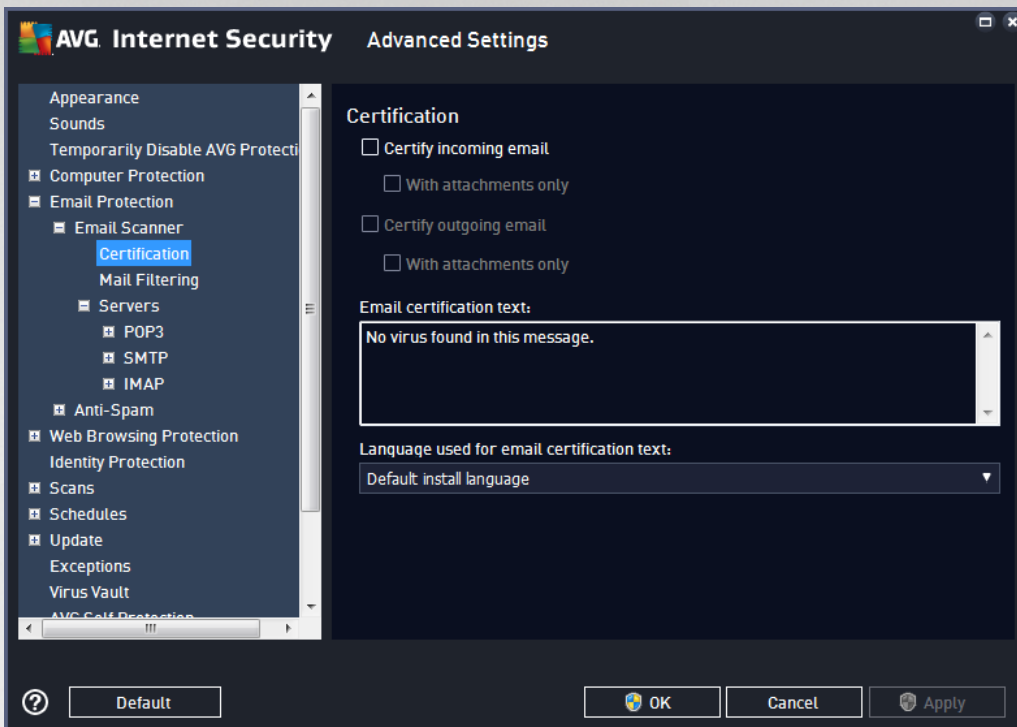 AVG. Internet Security Advanced Settings
Appearance
Sounds
Temporarily Disable AVG Protecti
Computer Protection
Email Protection
Email Scanner
Certification
Mail Filtering
Servers
POP3
SMTP
IMAP
Anti-Spam
Web Browsing Protection
Identity Protection
Scans
Schedules
Update
Exceptions
Virus Vault
AVG Self Protection
Certification
Certify incoming email
With attachments only
Certify outgoing email
With attachments only
Email certification text:
No virus found in this message.
Language used for email certification text:
Default install language
? Default OK Cancel Apply